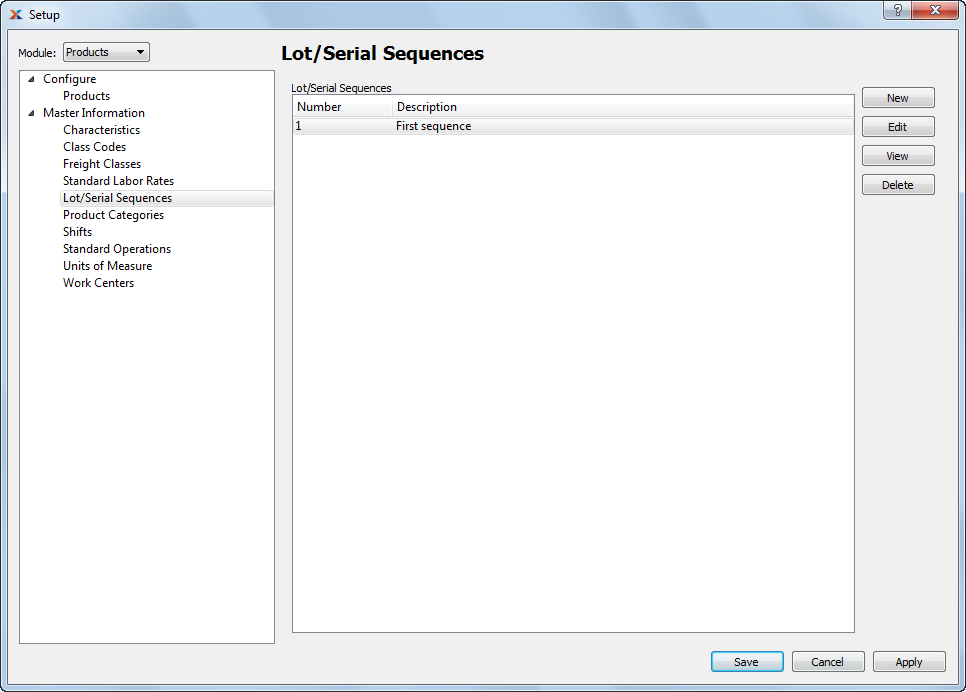 Setup
?
Module: Products
Configure
Products
Master Information
Characteristics
Class Codes
Freight Classes
Standard Labor Rates
Lot/Serial Sequences
Product Categories
Shifts
Standard Operations
Units of Measure
Work Centers
Lot/Serial Sequences
Lot/Serial Sequences
Number Description
1 First sequence
New
Edit
View
Delete
Save Cancel Apply